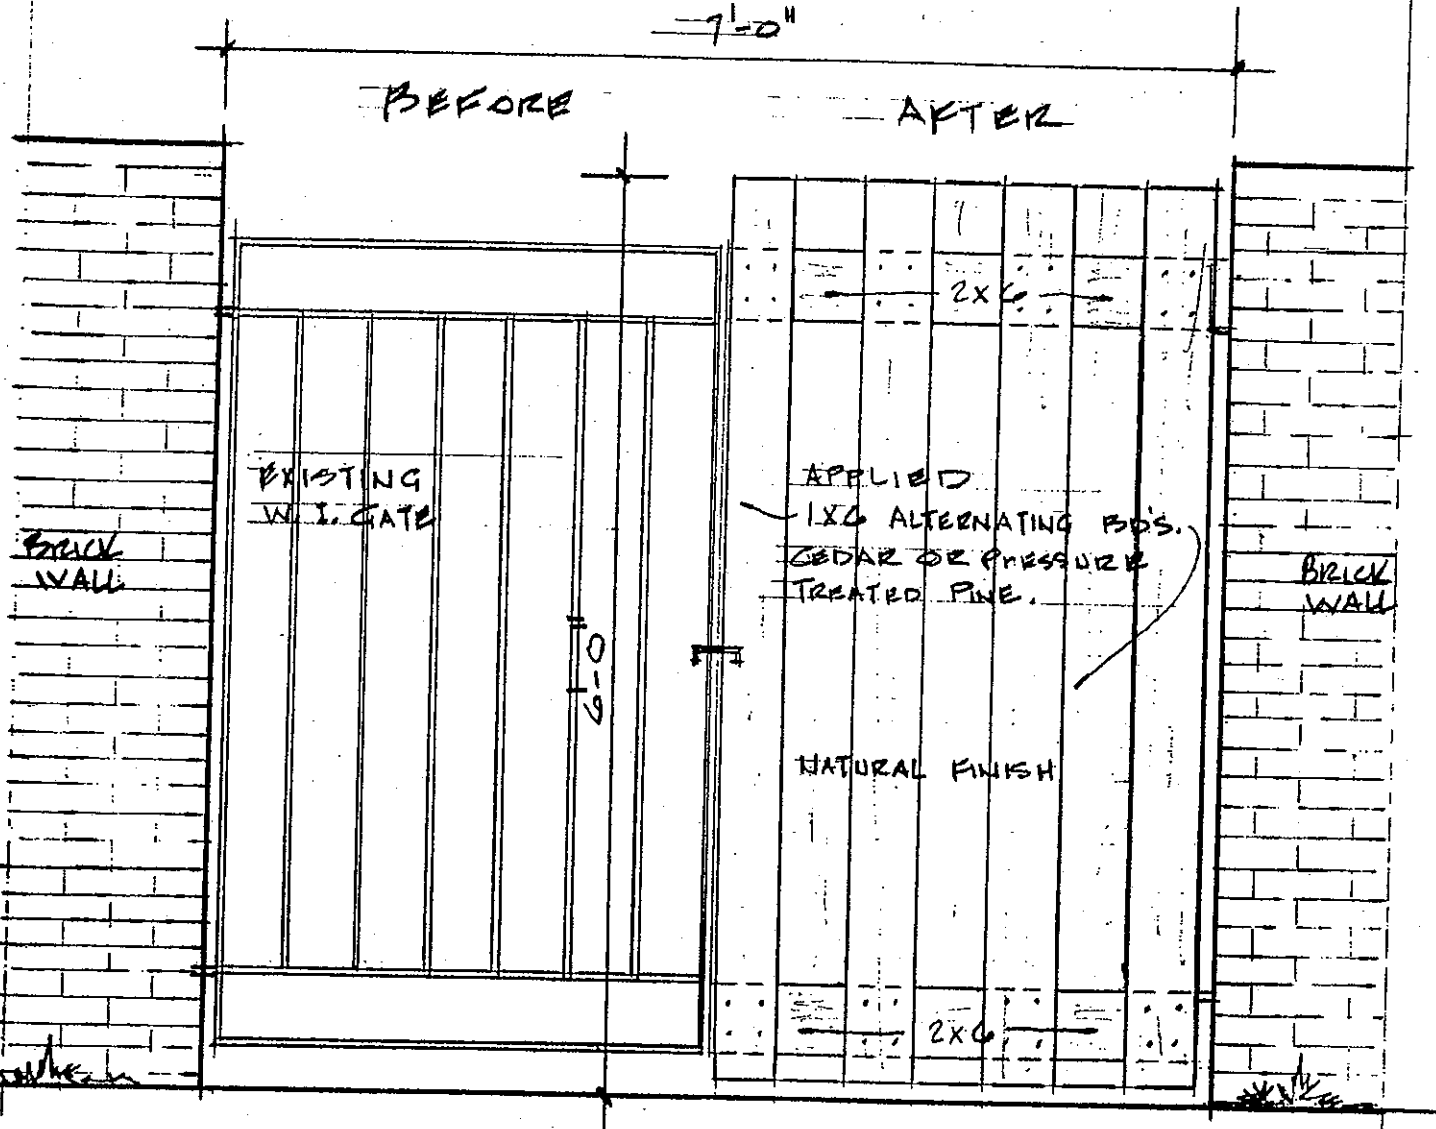 7'-0"
BEFORE
AFTER
2X6
EXISTING
W. I. GATE
APPLIED
1X6 ALTERNATING BD'S.
CEDAR OR PRESSURE
TREATED PINE.
BRICK
WALL
BRICK
WALL
6-0
NATURAL FINISH
2X6